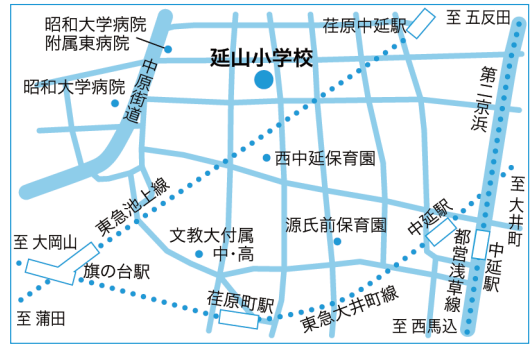 昭和大学病院
附属東病院
荏原中延駅
至 五反田
延山小学校
昭和大学病院
中原街道
第二京浜
西中延保育園
東急池上線
至 大井町
文教大付属
中・高
源氏前保育園
中延駅
至 大岡山
旗の台駅
都営浅草線
中延駅
荏原町駅
東急大井町線
至 蒲田
至 西馬込